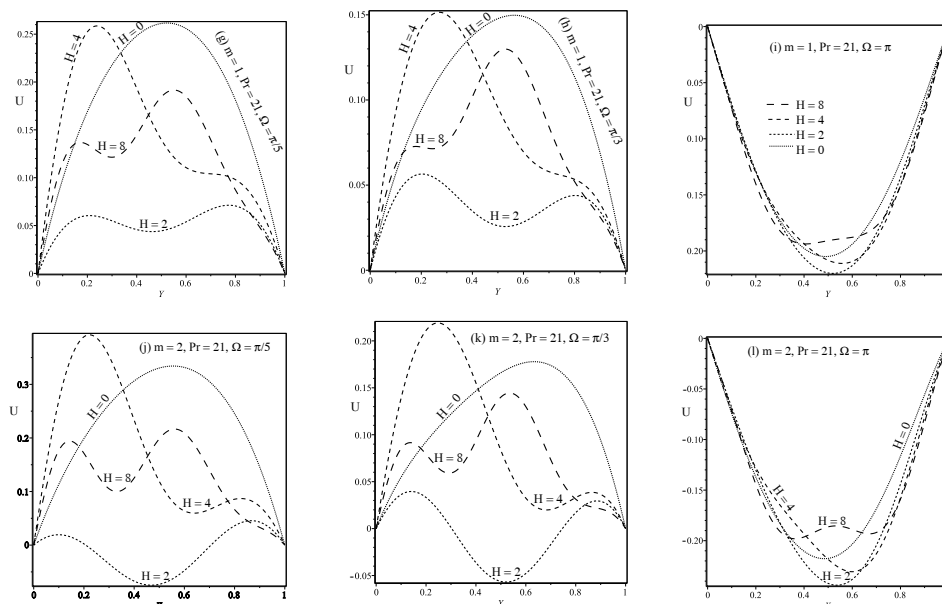 (g) m = 1, Pr = 21, Ω = π/5
H = 4
H = 0
H = 8
H = 2
U
0.25
0.20
0.15
0.10
0.05
0
0
0.2
0.4
0.6
0.8
1
Y
(h) m = 1, Pr = 21, Ω = π/3
H = 4
H = 0
H = 8
H = 2
U
0.15
0.10
0.05
0
0
0.2
0.4
0.6
0.8
1
Y
(i) m = 1, Pr = 21, Ω = π
H = 8
H = 4
H = 2
H = 0
U
0
0.05
0.10
0.15
0.20
0
0.2
0.4
0.6
0.8
Y
(j) m = 2, Pr = 21, Ω = π/5
H = 0
H = 8
H = 4
H = 2
U
0.3
0.2
0.1
0
0
0.2
0.4
0.6
0.8
1
(k) m = 2, Pr = 21, Ω = π/3
H = 0
H = 8
H = 4
H = 2
U
0.20
0.15
0.10
0.05
0
-0.05
0
0.2
0.4
0.6
0.8
1
Y
(l) m = 2, Pr = 21, Ω = π
H = 0
H = 4
H = 8
H = 2
U
0
-0.05
-0.10
-0.15
-0.20
0
0.2
0.4
0.6
0.8
Y